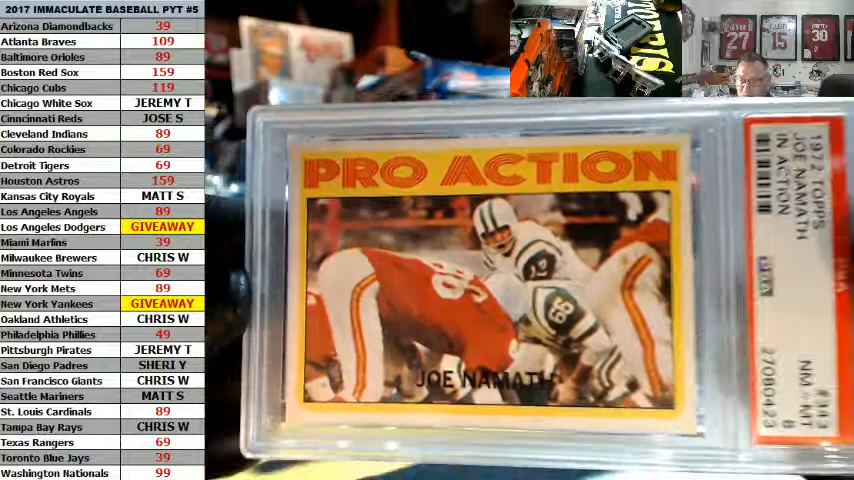 2017 IMMACULATE BASEBALL PYT #5
Arizona Diamondbacks 39
Atlanta Braves 109
Baltimore Orioles 89
Boston Red Sox 159
Chicago Cubs 119
Chicago White Sox JEREMY T
Cinncinnati Reds JOSE S
Cleveland Indians 89
Colorado Rockies 69
Detroit Tigers 69
Houston Astros 159
Kansas City Royals MATT S
Los Angeles Angels 89
Los Angeles Dodgers GIVEAWAY
Miami Marlins 39
Milwaukee Brewers CHRIS W
Minnesota Twins 69
New York Mets 89
New York Yankees GIVEAWAY
Oakland Athletics CHRIS W
Philadelphia Phillies 49
Pittsburgh Pirates JEREMY T
San Diego Padres SHERI Y
San Francisco Giants CHRIS W
Seattle Mariners MATT S
St. Louis Cardinals 89
Tampa Bay Rays CHRIS W
Texas Rangers 69
Toronto Blue Jays 39
Washington Nationals 99
PRO ACTION
66
JOE NAMATH
1972 TOPPS
JOE NAMATH
IN ACTION
NM - MT
8
27080423
27
15
30